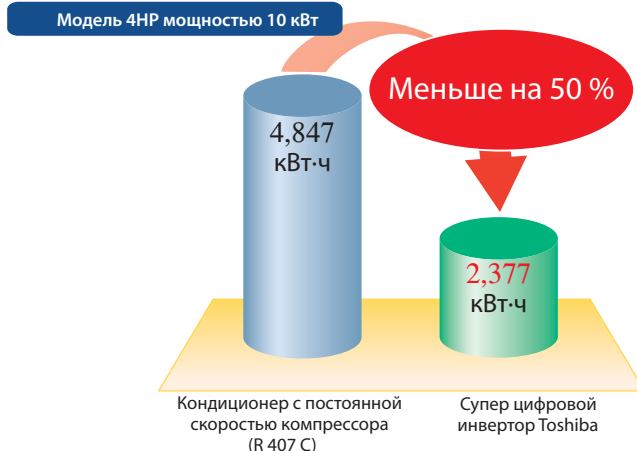 Модель 4HP мощностью 10 кВт
Меньше на 50 %
4,847
кВт·ч
2,377
кВт·ч
Кондиционер с постоянной
скоростью компрессора
(R 407 C)
Супер цифровой
инвертор Toshiba